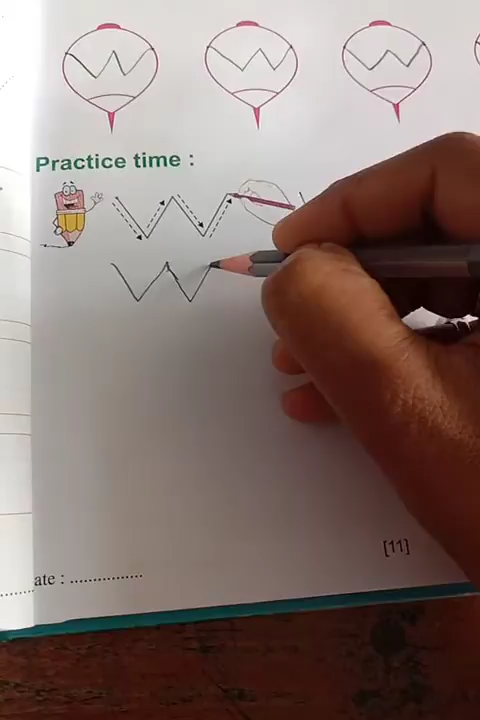 Practice time :
W
W
ate : ...............
[11]